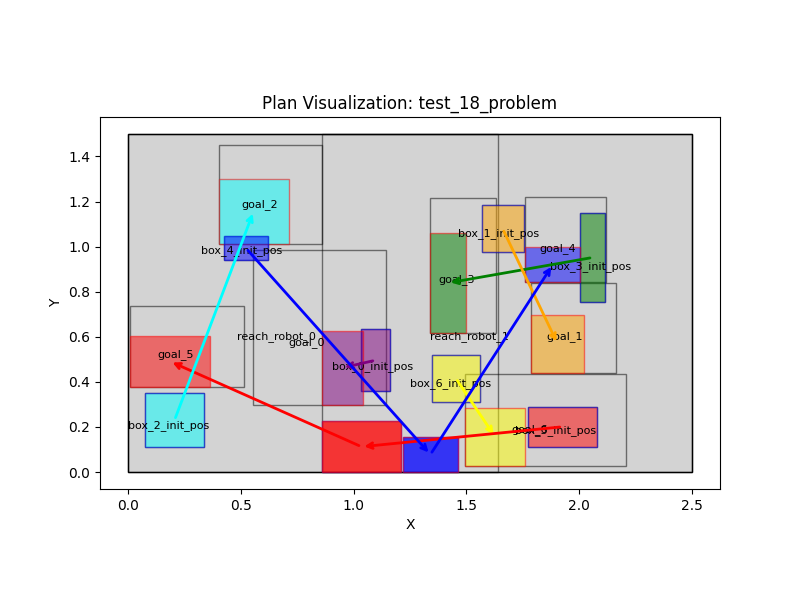 Plan Visualization: test_18_problem
1.4
1.2
1.0
0.8
0.6
0.4
0.2
0.0
Y
goal_2
box_4_init_pos
box_1_init_pos
goal_4
box_3_init_pos
goal_3
reach_robot_0
goal_0
reach_robot_1
goal_1
goal_5
box_0_init_pos
box_6_init_pos
box_2_init_pos
box_5_init_pos
0.0
0.5
1.0
1.5
2.0
2.5
X